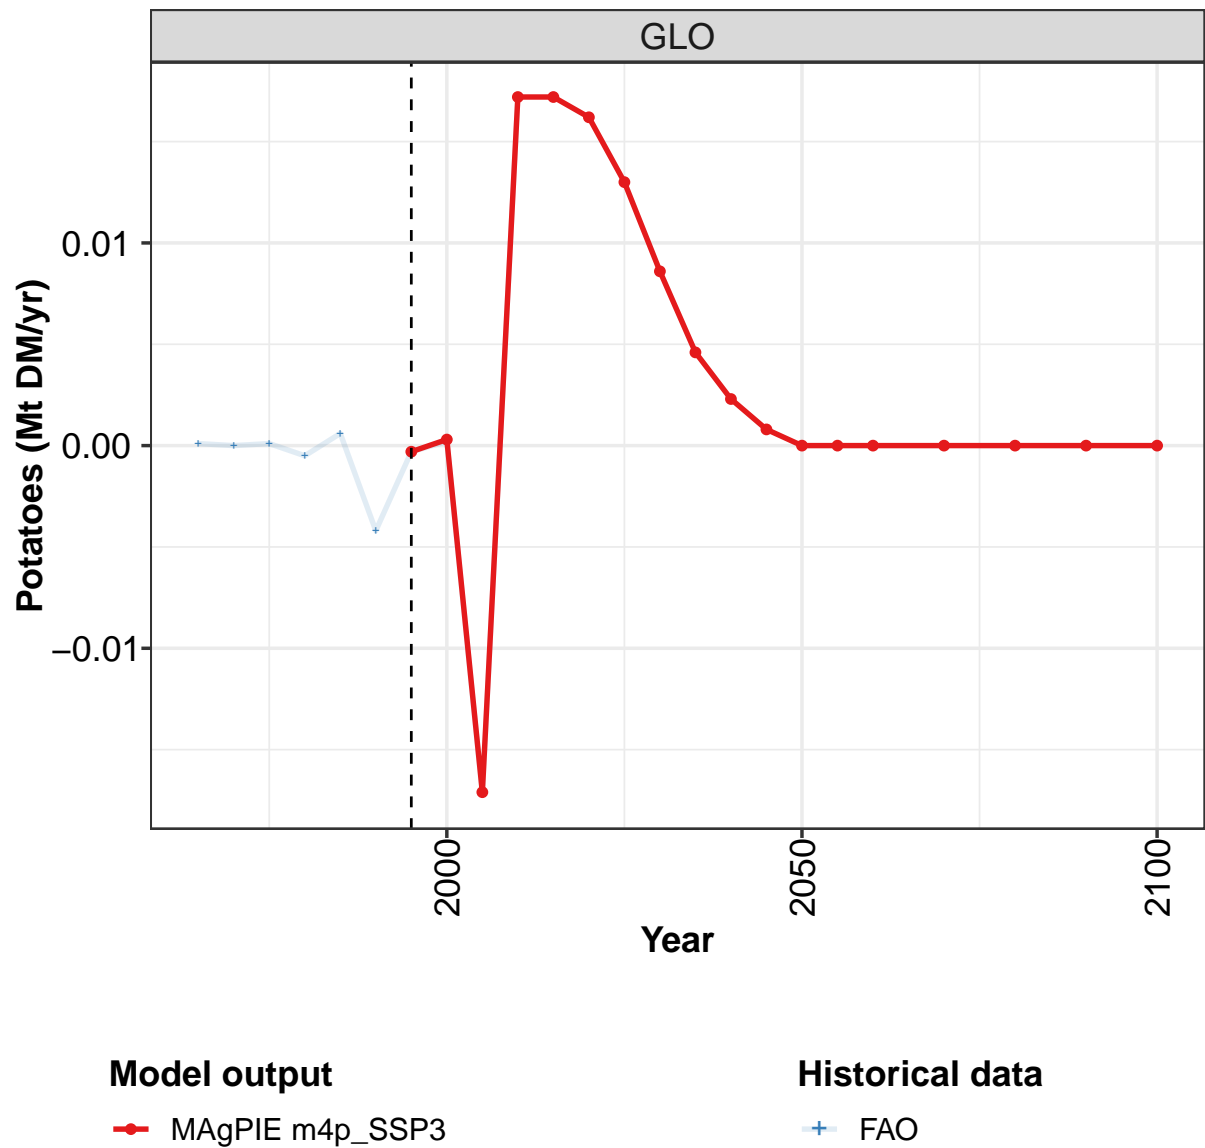 GLO
Potatoes (Mt DM/yr)
0.01
0.00
−0.01
2000
2050
2100
Year
Model output
Historical data
MAgPIE m4p_SSP3
FAO